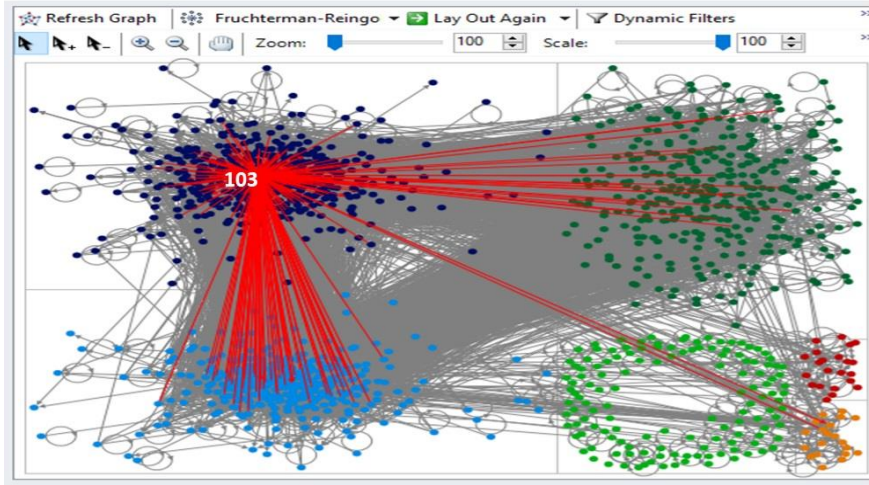 Refresh Graph Fruchterman-Reingo Lay Out Again Dynamic Filters
Zoom: 100 Scale: 100
103